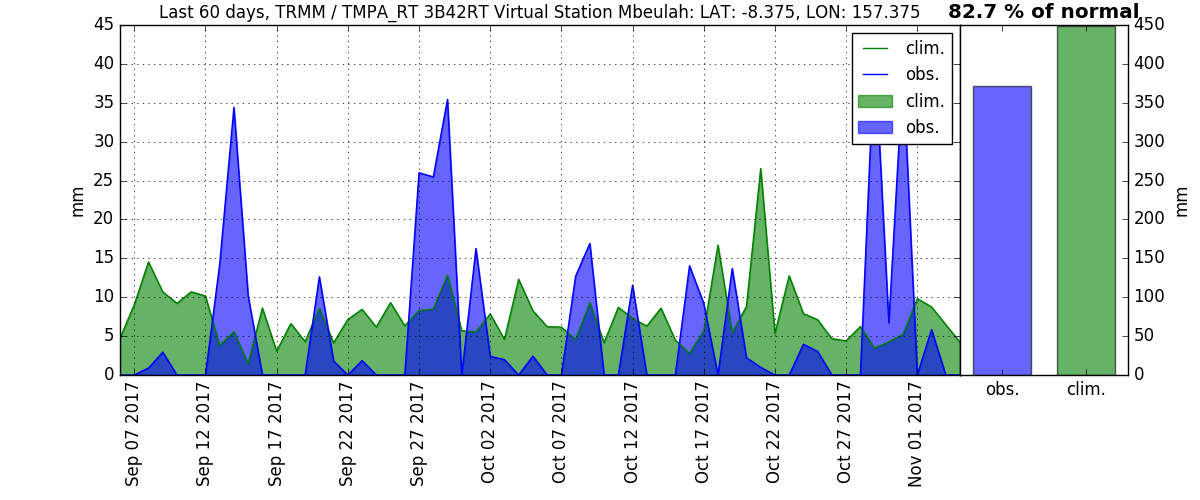 Last 60 days, TRMM / TMPA_RT 3B42RT Virtual Station Mbeulah: LAT: -8.375, LON: 157.375
82.7 % of normal
45
40
35
30
25
20
15
10
5
0
mm
clim.
obs.
clim.
obs.
Sep 07 2017
Sep 12 2017
Sep 17 2017
Sep 22 2017
Sep 27 2017
Oct 02 2017
Oct 07 2017
Oct 12 2017
Oct 17 2017
Oct 22 2017
Oct 27 2017
Nov 01 2017
450
400
350
300
250
200
150
100
50
0
mm
obs.
clim.